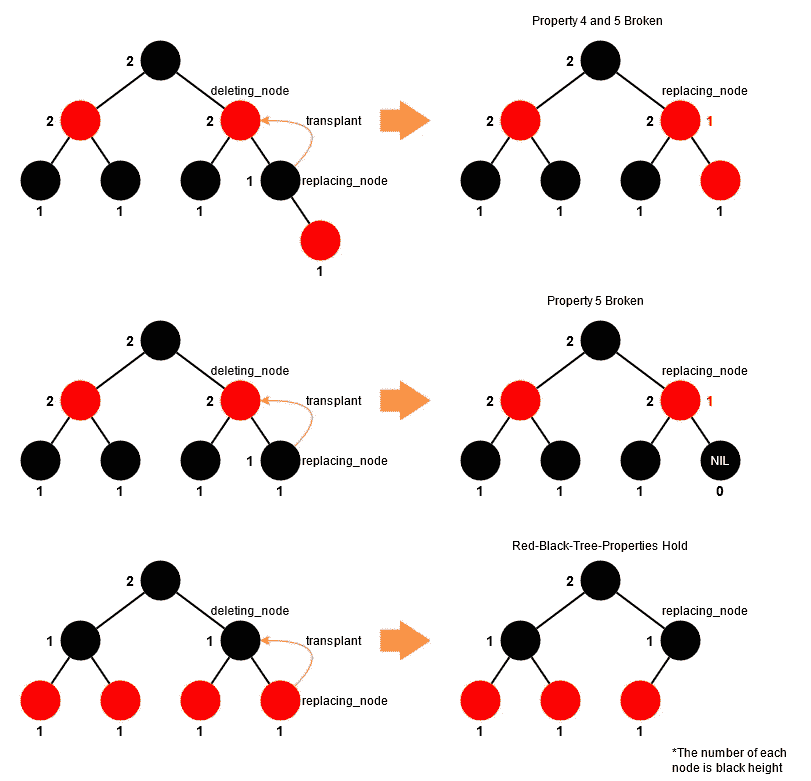 Property 4 and 5 Broken
2
2
deleting_node
replacing_node
2
2
transplant
2
2
1
1
replacing_node
1
1
1
1
1
1
1
1
Property 5 Broken
2
2
deleting_node
replacing_node
2
2
transplant
2
2
1
1
replacing_node
NIL
1
1
1
1
1
1
1
0
Red-Black-Tree-Properties Hold
2
2
deleting_node
replacing_node
1
1
transplant
1
1
replacing_node
1
1
1
1
1
1
1
*The number of each
node is black height